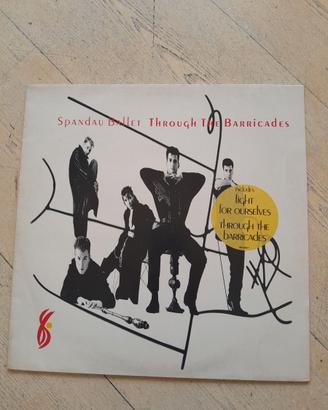 Spandau Ballet Through The Barricades
includes
fight
for ourselves
through the
barricades